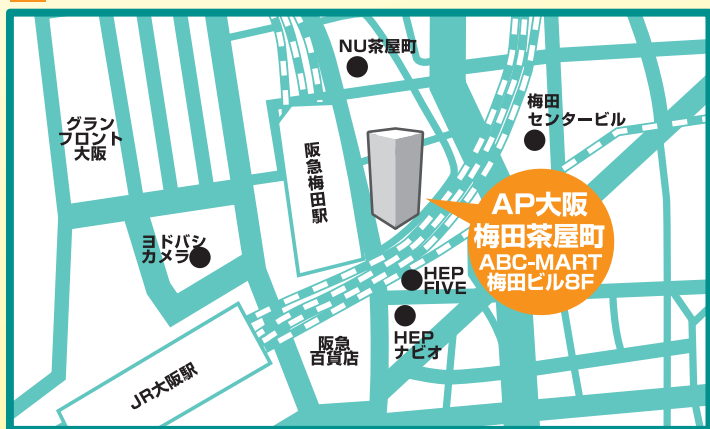 NU茶屋町
梅田
センタービル
グラン
フロント
大阪
阪急梅田駅
AP大阪
梅田茶屋町
ABC-MART
梅田ビル8F
ヨドバシ
カメラ
HEP
FIVE
HEP
ナビオ
阪急
百貨店
JR大阪駅